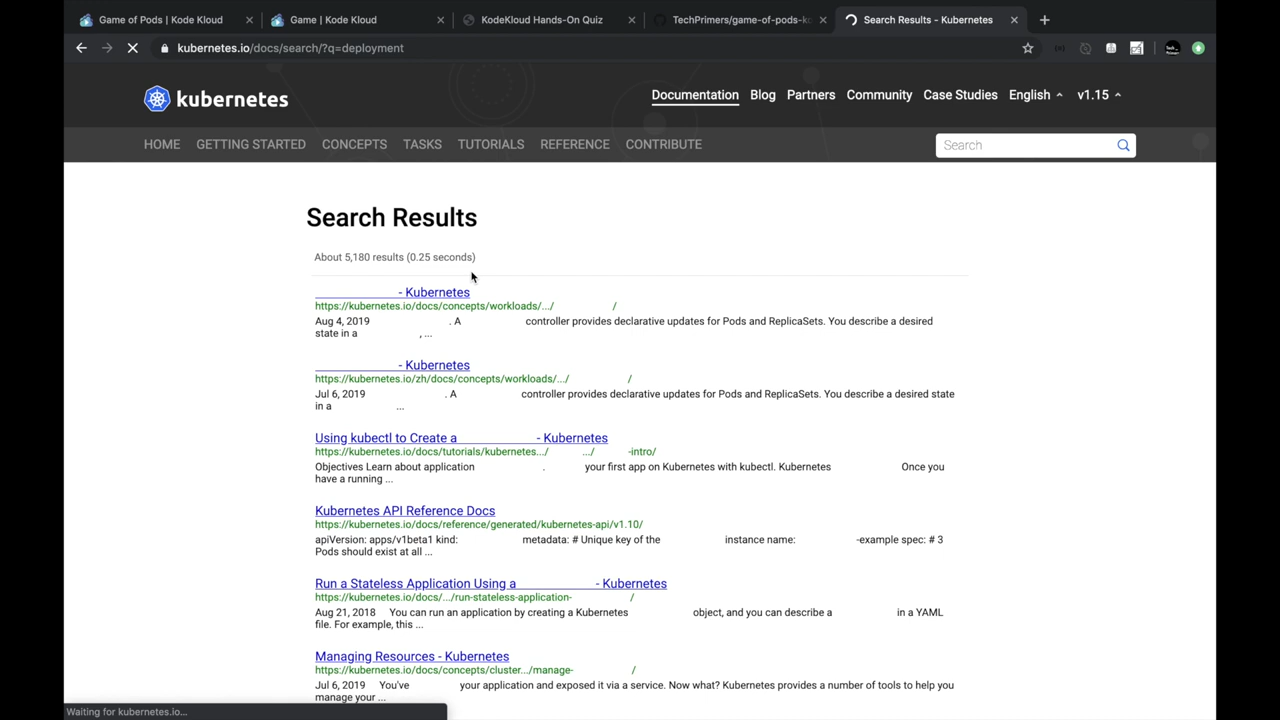 Game of Pods | Kode Kloud
Game | Kode Kloud
KodeKloud Hands-On Quiz
TechPrimers/game-of-pods-k
Search Results - Kubernetes
kubernetes.io/docs/search/?q=deployment
kubernetes
Documentation Blog Partners Community Case Studies English v1.15
HOME GETTING STARTED CONCEPTS TASKS TUTORIALS REFERENCE CONTRIBUTE
Search
Search Results
About 5,180 results (0.25 seconds)
- Kubernetes
https://kubernetes.io/docs/concepts/workloads/.../ /
Aug 4, 2019 . A controller provides declarative updates for Pods and ReplicaSets. You describe a desired
state in a , ...
- Kubernetes
https://kubernetes.io/zh/docs/concepts/workloads/.../ /
Jul 6, 2019 . A controller provides declarative updates for Pods and ReplicaSets. You describe a desired state
in a ...
Using kubectl to Create a - Kubernetes
https://kubernetes.io/docs/tutorials/kubernetes.../ .../ -intro/
Objectives Learn about application . your first app on Kubernetes with kubectl. Kubernetes Once you
have a running ...
Kubernetes API Reference Docs
https://kubernetes.io/docs/reference/generated/kubernetes-api/v1.10/
apiVersion: apps/v1beta1 kind: metadata: # Unique key of the instance name: -example spec: # 3
Pods should exist at all ...
Run a Stateless Application Using a - Kubernetes
https://kubernetes.io/docs/.../run-stateless-application- /
Aug 21, 2018 You can run an application by creating a Kubernetes object, and you can describe a in a YAML
file. For example, this ...
Managing Resources - Kubernetes
https://kubernetes.io/docs/concepts/cluster.../manage- /
Jul 6, 2019 You've your application and exposed it via a service. Now what? Kubernetes provides a number of tools to help you
manage your ...
Waiting for kubernetes.io...